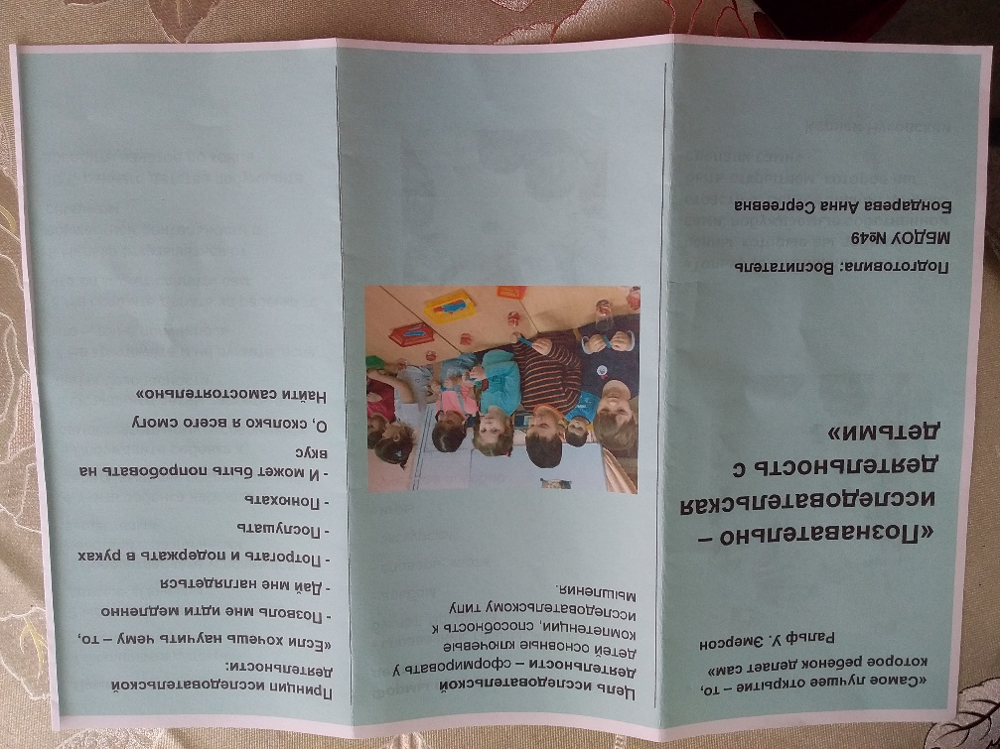 «Самое лучшее открытие – то,
которое ребенок делает сам»
Ральф У. Эмерсон
«Познавательно –
исследовательская
деятельность с
детьми»
Подготовила: Воспитатель
МБДОУ №49
Бондарева Анна Сергеевна
Цель исследовательской
деятельности – сформировать у
детей основные ключевые
компетенции, способность к
исследовательскому типу
мышления.
Принцип исследовательской
деятельности:
«Если хочешь научить чему – то,
- Позволь мне идти медленно
- Дай мне наглядеться
- Потрогать и подержать в руках
- Послушать
- Понюхать
- И может быть попробовать на
вкус
О, сколько я всего смогу
Найти самостоятельно»